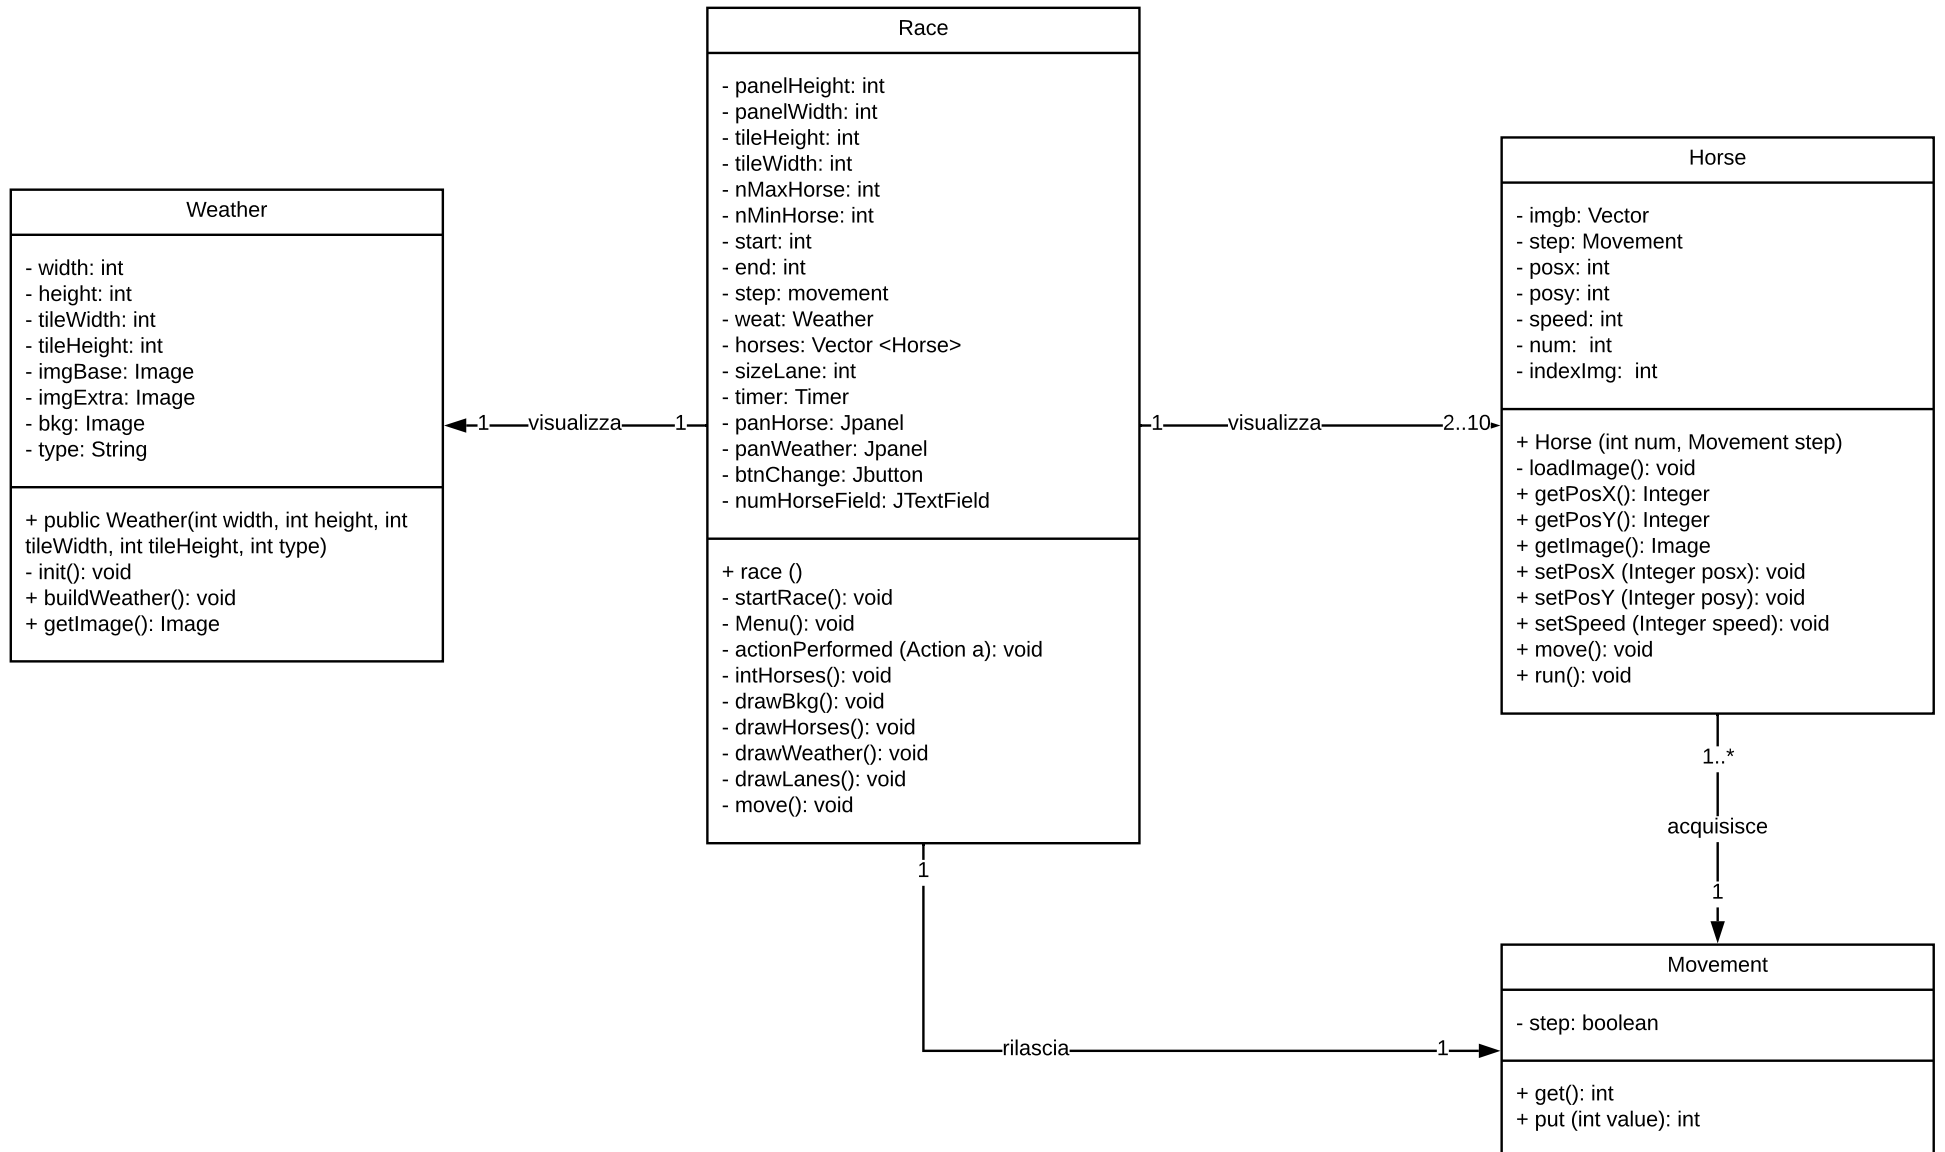 Race
- panelHeight: int
- panelWidth: int
- tileHeight: int
- tileWidth: int
- nMaxHorse: int
- nMinHorse: int
- start: int
- end: int
- step: movement
- weat: Weather
- horses: Vector <Horse>
- sizeLane: int
- timer: Timer
- panHorse: Jpanel
- panWeather: Jpanel
- btnChange: Jbutton
- numHorseField: JTextField
+ race ()
- startRace(): void
- Menu(): void
- actionPerformed (Action a): void
- intHorses(): void
- drawBkg(): void
- drawHorses(): void
- drawWeather(): void
- drawLanes(): void
- move(): void
Weather
- width: int
- height: int
- tileWidth: int
- tileHeight: int
- imgBase: Image
- imgExtra: Image
- bkg: Image
- type: String
+ public Weather(int width, int height, int
tileWidth, int tileHeight, int type)
- init(): void
+ buildWeather(): void
+ getImage(): Image
1 visualizza 1
1 visualizza 2..10
Horse
- imgb: Vector
- step: Movement
- posx: int
- posy: int
- speed: int
- num:  int
- indexImg:  int
+ Horse (int num, Movement step)
- loadImage(): void
+ getPosX(): Integer
+ getPosY(): Integer
+ getImage(): Image
+ setPosX (Integer posx): void
+ setPosY (Integer posy): void
+ setSpeed (Integer speed): void
+ move(): void
+ run(): void
1..*
acquisisce
1
1
rilascia 1
Movement
- step: boolean
+ get(): int
+ put (int value): int